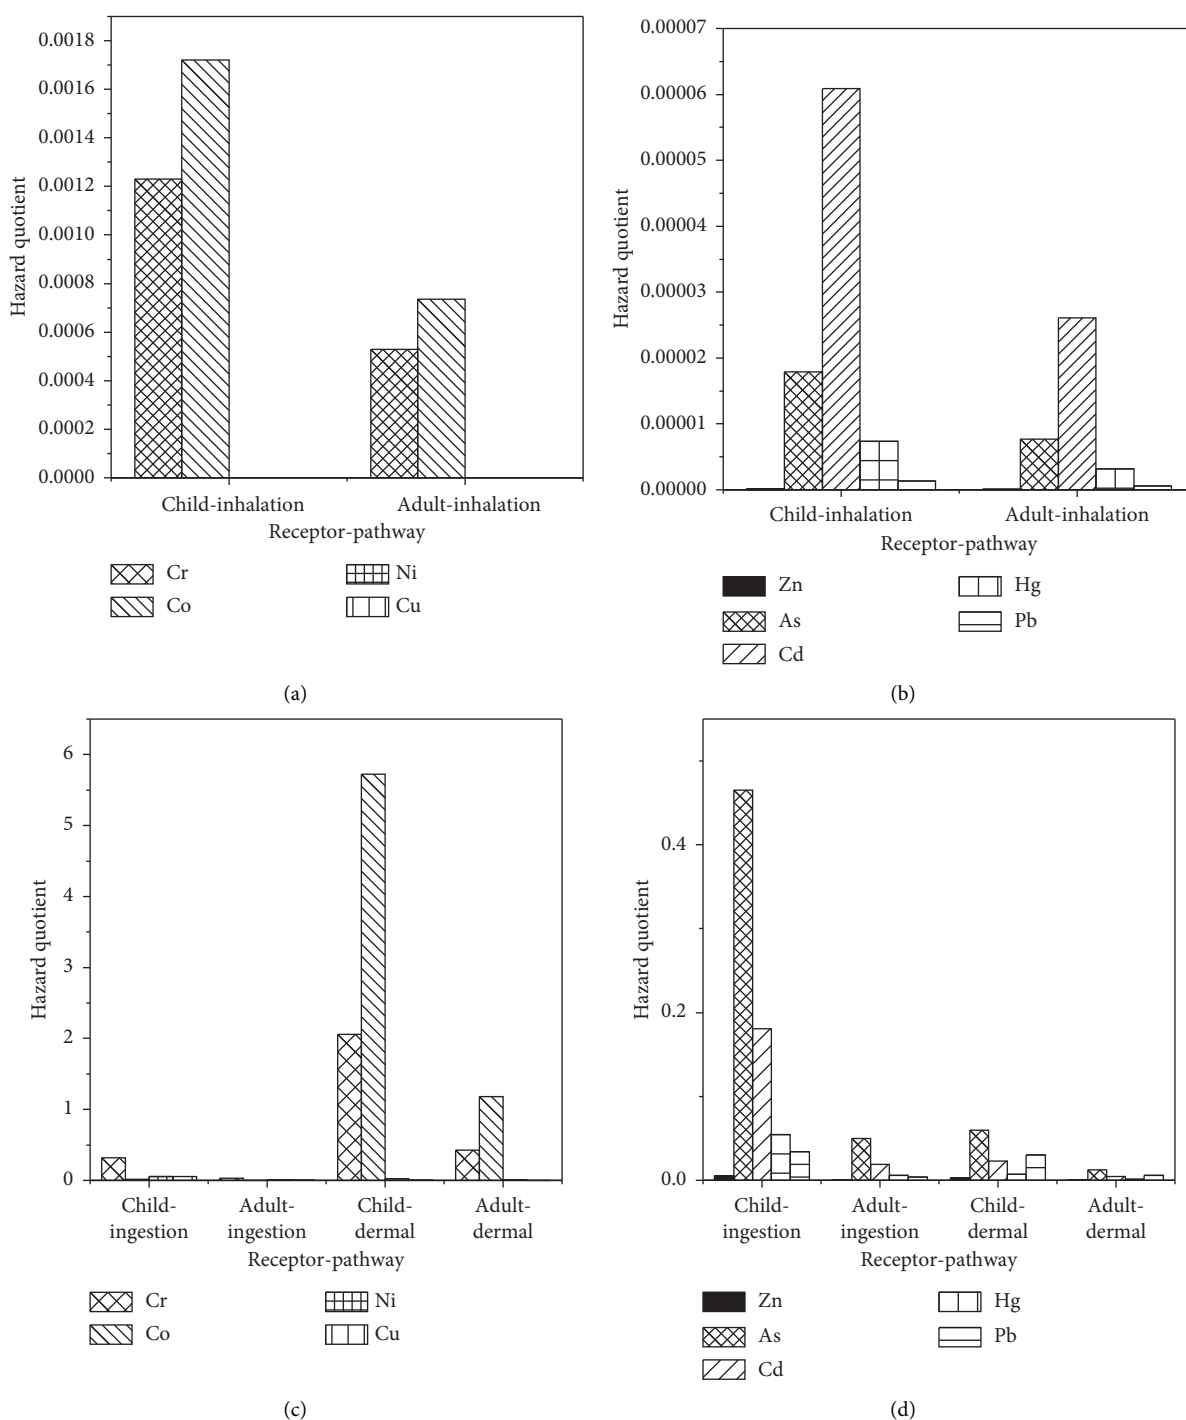 0.0018
0.0016
0.0014
0.0012
0.0010
0.0008
0.0006
0.0004
0.0002
0.0000
Hazard quotient
Child-inhalation Adult-inhalation
Receptor-pathway
Cr Ni
Co Cu
(a)
0.00007
0.00006
0.00005
0.00004
0.00003
0.00002
0.00001
0.00000
Hazard quotient
Child-inhalation Adult-inhalation
Receptor-pathway
Zn Hg
As Pb
Cd
(b)
6
5
4
3
2
1
0
Hazard quotient
Child- Adult- Child- Adult-
ingestion ingestion dermal dermal
Receptor-pathway
Cr Ni
Co Cu
(c)
0.4
0.2
0.0
Hazard quotient
Child- Adult- Child- Adult-
ingestion ingestion dermal dermal
Receptor-pathway
Zn Hg
As Pb
Cd
(d)